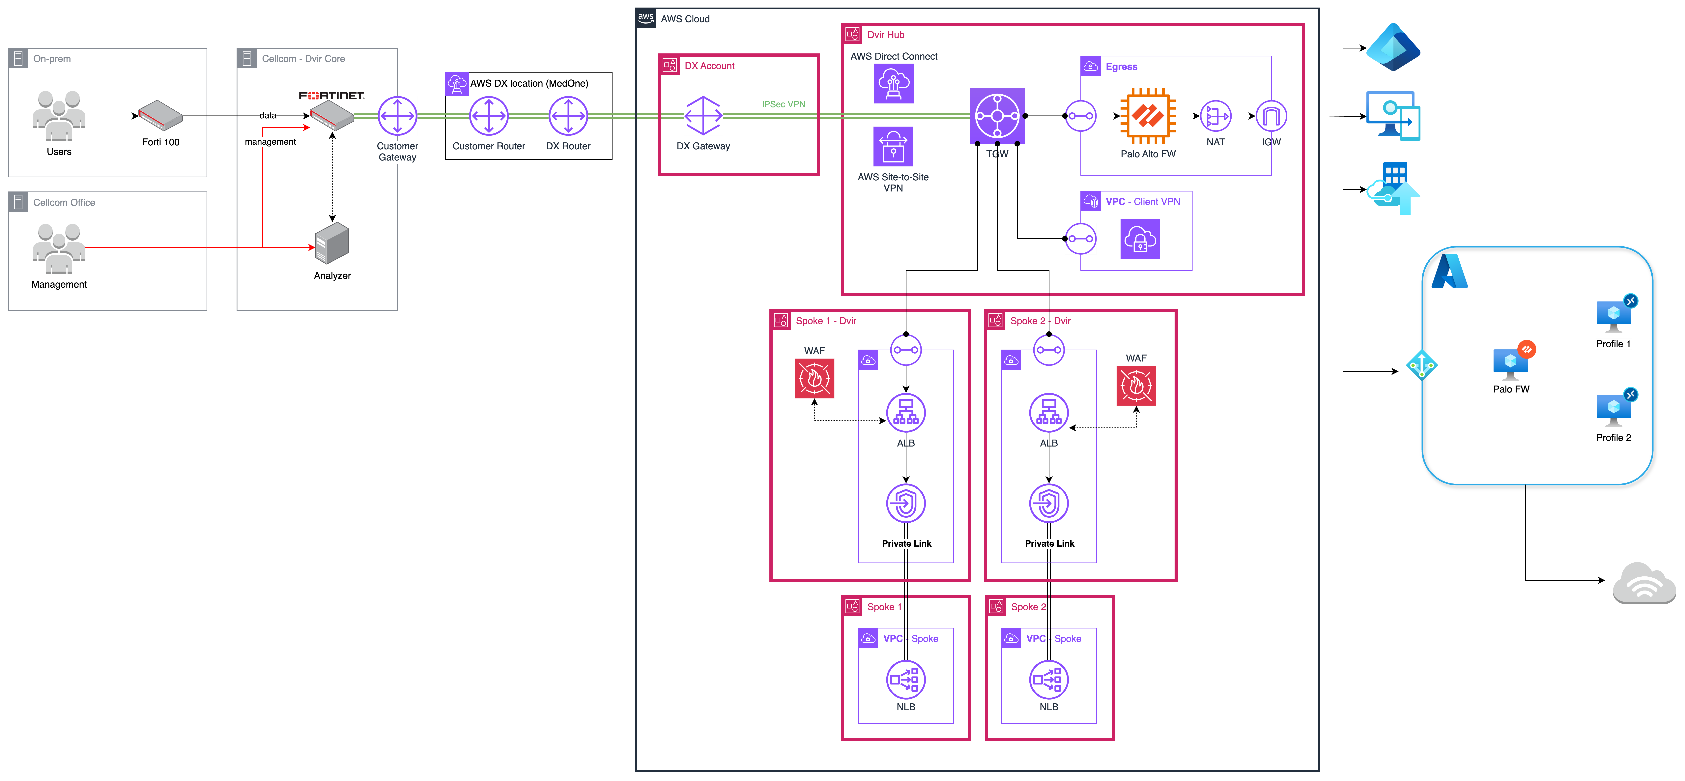 AWS Cloud
Dvir Hub
On-prem
Cellcom - Dvir Core
DX Account
AWS Direct Connect
Egress
AWS DX location (MedOne)
FORTINET
IPSec VPN
data
Users
Forti 100
management
Customer
Gateway
Customer Router
DX Router
DX Gateway
TGW
Palo Alto FW
NAT
IGW
AWS Site-to-Site
VPN
Cellcom Office
VPC - Client VPN
Management
Analyzer
Spoke 1 - Dvir
Spoke 2 - Dvir
WAF
WAF
Profile 1
Palo FW
Profile 2
ALB
ALB
Private Link
Private Link
Spoke 1
Spoke 2
VPC - Spoke
VPC - Spoke
NLB
NLB
aws